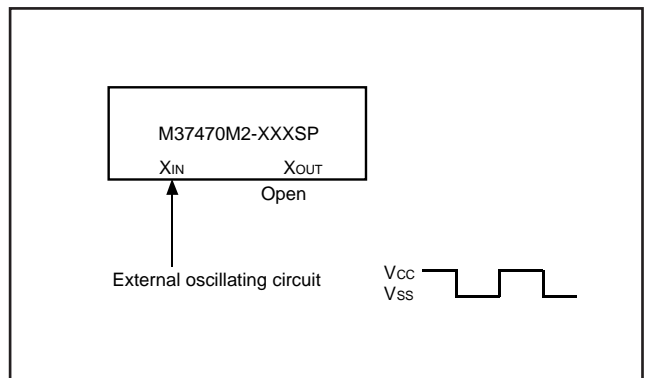 M37470M2-XXXSP
XIN XOUT
Open
External oscillating circuit
VCC
VSS